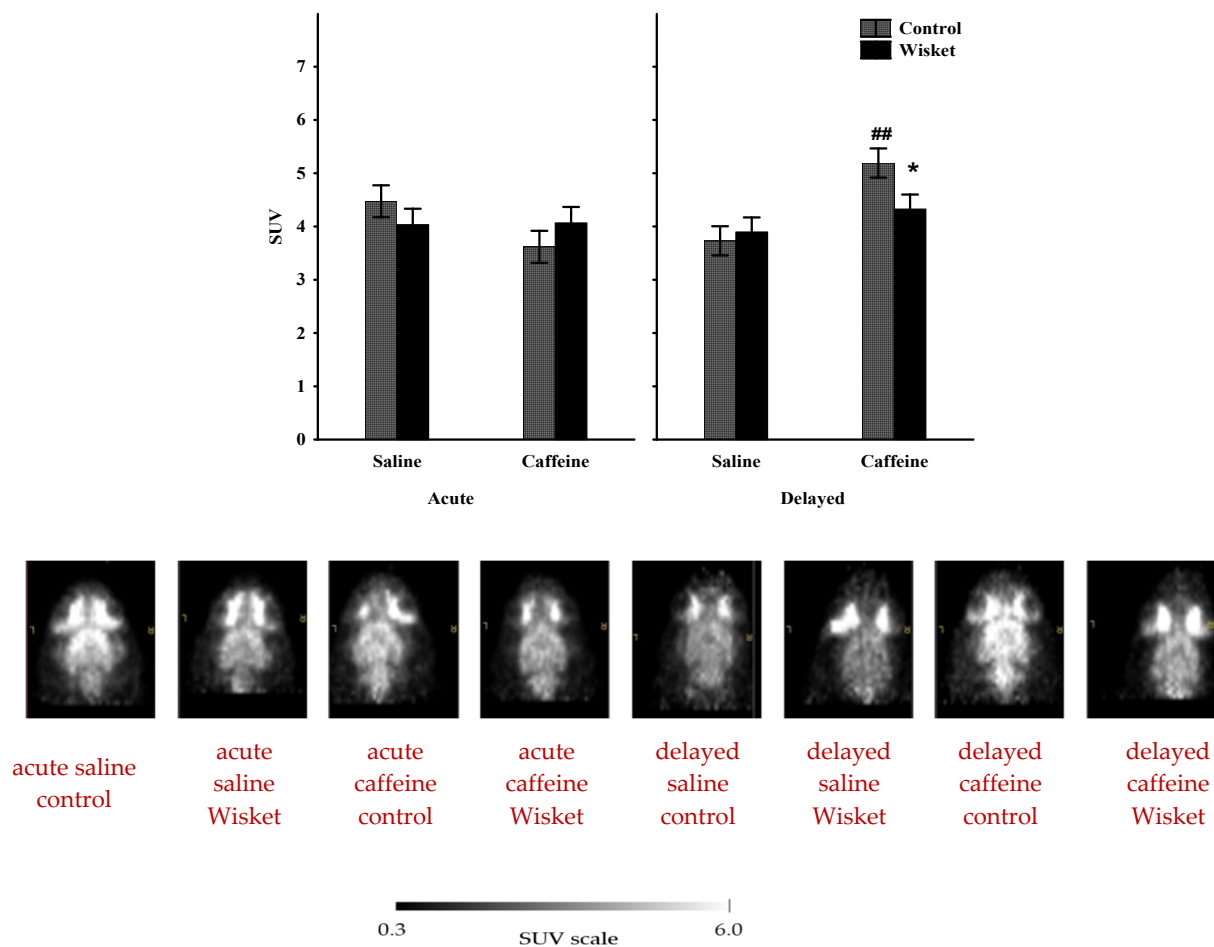 Control
Wisket
7
6
5
4
3
2
1
0
SUV
##
*
Saline
Caffeine
Saline
Caffeine
Acute
Delayed
L
R
L
R
L
R
L
R
L
R
L
R
L
R
L
R
acute saline
control
acute
saline
Wisket
acute
caffeine
control
acute
caffeine
Wisket
delayed
saline
control
delayed
saline
Wisket
delayed
caffeine
control
delayed
caffeine
Wisket
0.3
6.0
SUV scale